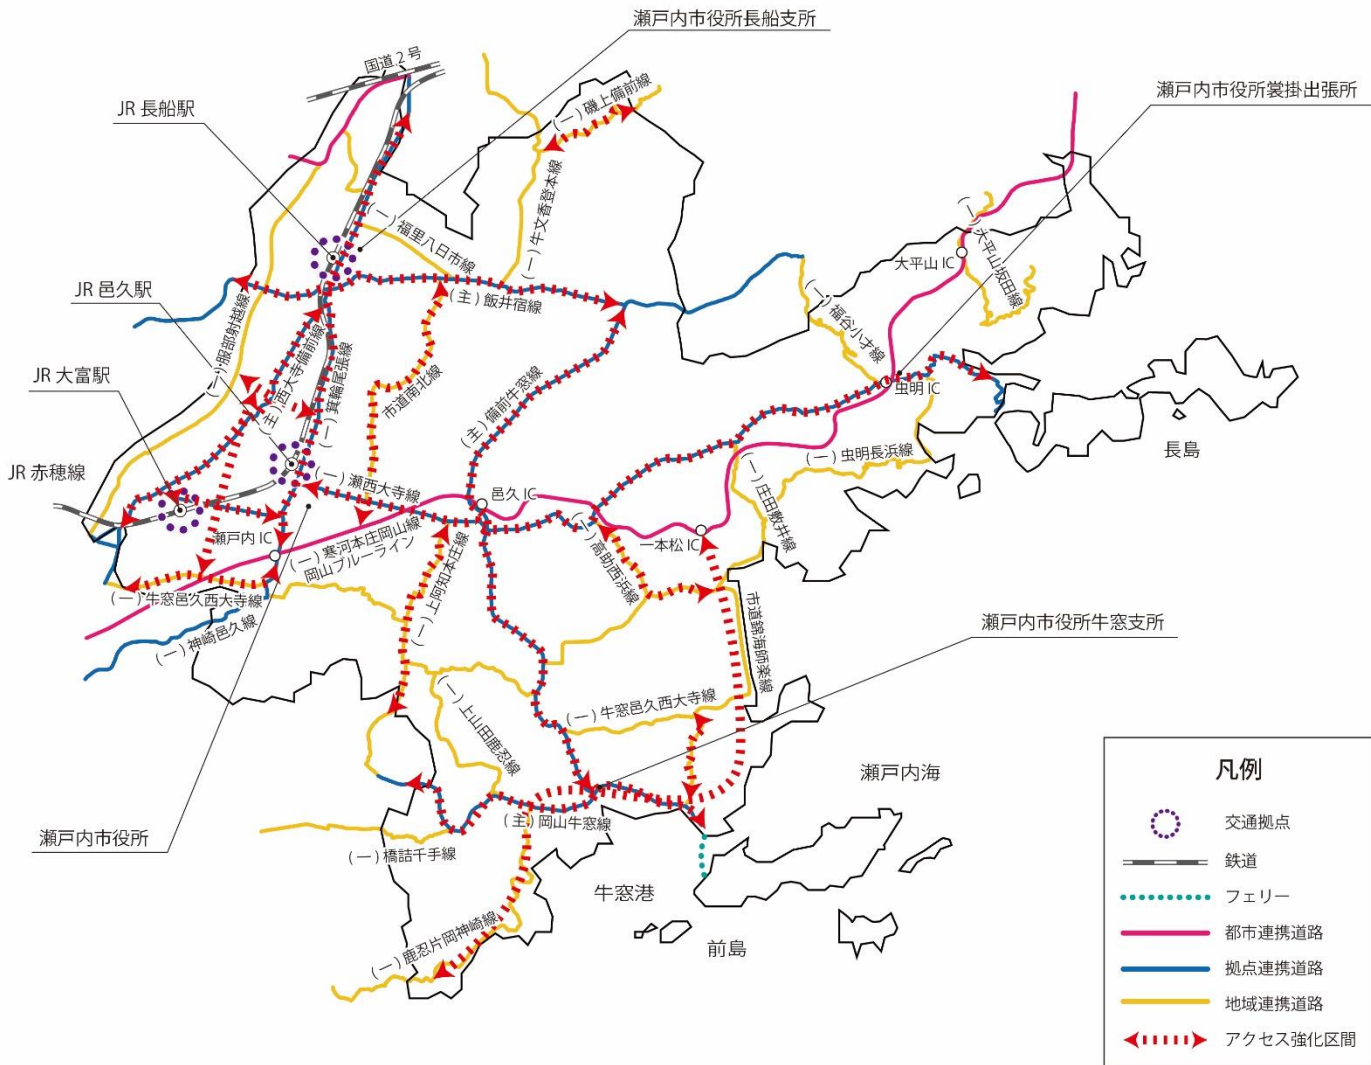 瀬戸内市役所長船支所
国道2号
瀬戸内市役所裳掛出張所
JR 長船駅
(一)磯上備前線
(一)牛文香登本線
(一)福里八日市線
(一)大平山坂田線
大平山 IC
JR 邑久駅
(主)飯井宿線
(一)服部射越線
(一)福谷小才線
(主)西大寺備前線
(一)箕輪尾張線
市道南北線
(主)備前牛窓線
虫明 IC
JR 大富駅
長島
JR 赤穂線
(一)瀬西大寺線
(一)虫明長浜線
邑久 IC
(一)庄田敷井線
瀬戸内 IC
(一)寒河本庄岡山線
岡山ブルーライン
一本松 IC
(一)高助西浜線
(一)上阿知本庄線
(一)牛窓邑久西大寺線
(一)神崎邑久線
市道錦海師楽線
瀬戸内市役所牛窓支所
(一)牛窓邑久西大寺線
(一)上山田鹿忍線
瀬戸内海
(主)岡山牛窓線
瀬戸内市役所
(一)橋詰千手線
牛窓港
前島
(一)鹿忍片岡神崎線
凡例
交通拠点
鉄道
フェリー
都市連携道路
拠点連携道路
地域連携道路
アクセス強化区間